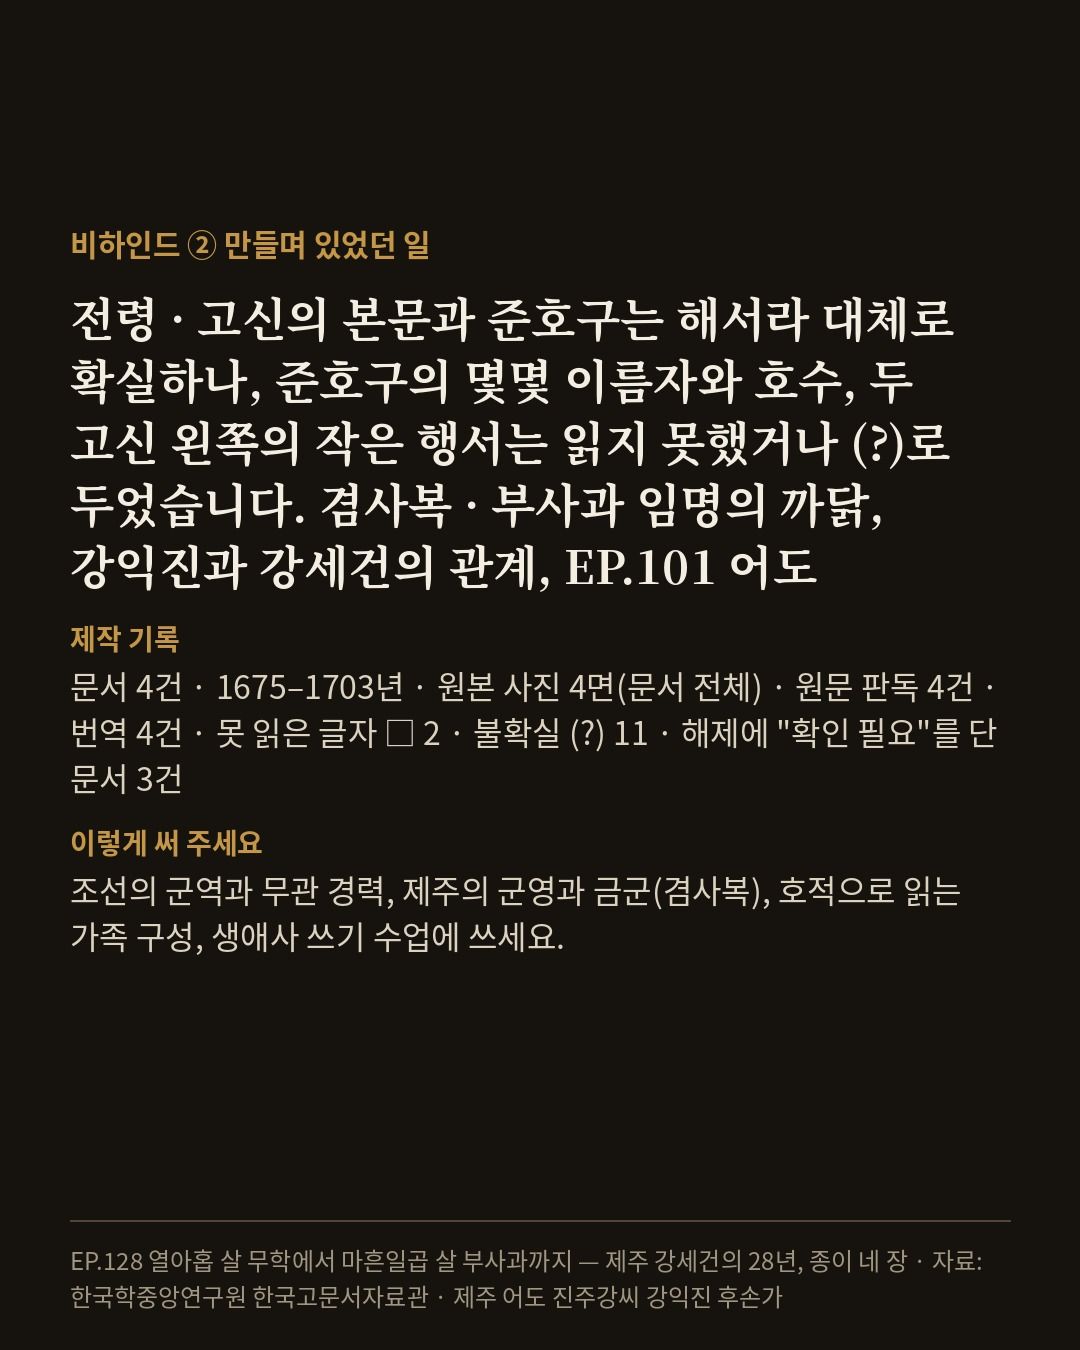 비하인드 ② 만들며 있었던 일
전령 · 고신의 본문과 준호구는 해서라 대체로
확실하나, 준호구의 몇몇 이름자와 호수, 두
고신 왼쪽의 작은 행서는 읽지 못했거나 (?)로
두었습니다. 겸사복 · 부사과 임명의 까닭,
강익진과 강세건의 관계, EP.101 어도
제작 기록
문서 4건 · 1675–1703년 · 원본 사진 4면(문서 전체) · 원문 판독 4건 ·
번역 4건 · 못 읽은 글자 □ 2 · 불확실 (?) 11 · 해제에 "확인 필요"를 단
문서 3건
이렇게 써 주세요
조선의 군역과 무관 경력, 제주의 군영과 금군(겸사복), 호적으로 읽는
가족 구성, 생애사 쓰기 수업에 쓰세요.
EP.128 열아홉 살 무학에서 마흔일곱 살 부사과까지 — 제주 강세건의 28년, 종이 네 장 · 자료:
한국학중앙연구원 한국고문서자료관 · 제주 어도 진주강씨 강익진 후손가